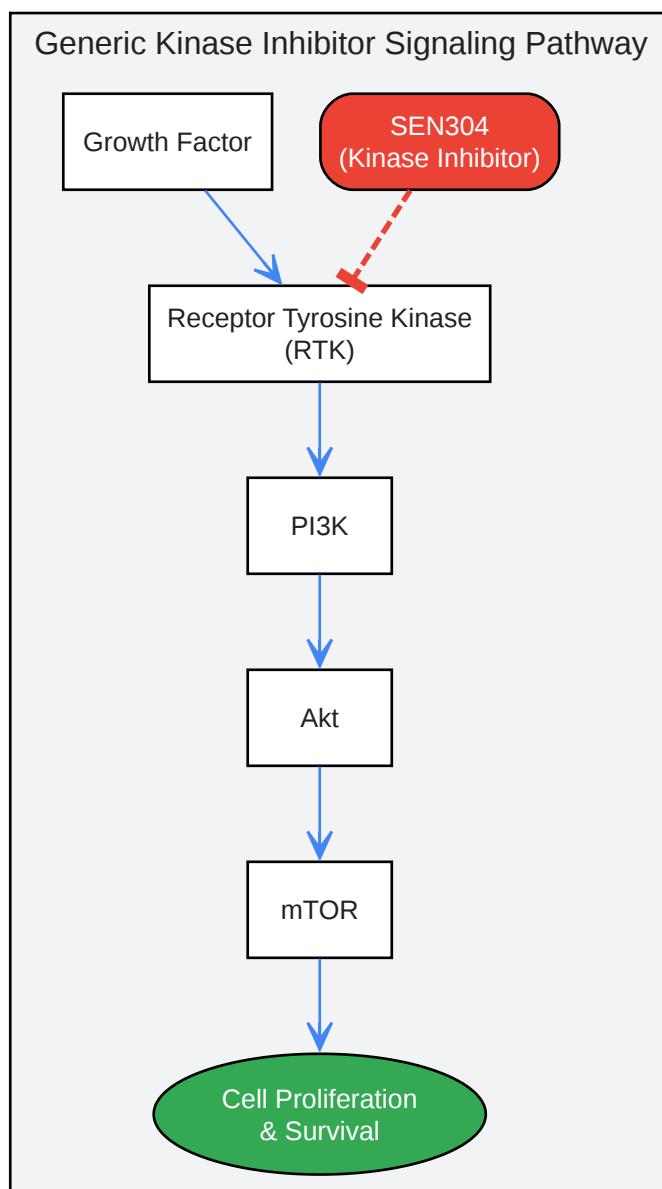 Generic Kinase Inhibitor Signaling Pathway
Growth Factor
SEN304
(Kinase Inhibitor)
Receptor Tyrosine Kinase
(RTK)
PI3K
Akt
mTOR
Cell Proliferation
& Survival